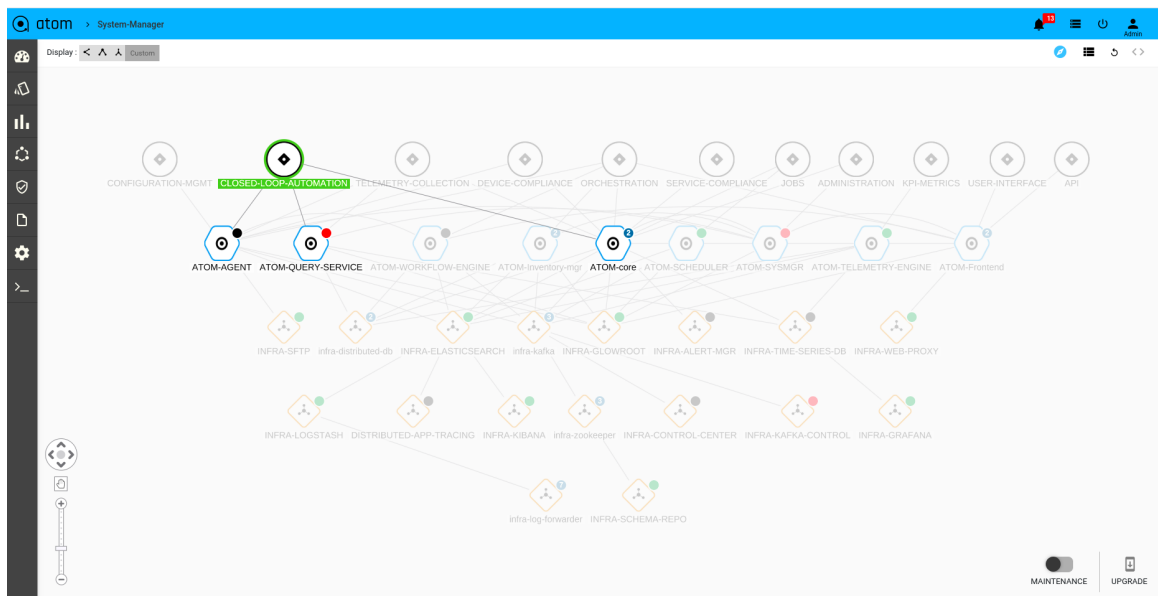 atom > System-Manager 13 Admin
Display : Custom
CONFIGURATION-MGMT CLOSED-LOOP-AUTOMATION TELEMETRY-COLLECTION DEVICE-COMPLIANCE ORCHESTRATION SERVICE-COMPLIANCE JOBS ADMINISTRATION KPI-METRICS USER-INTERFACE API
2 2 2
ATOM-AGENT ATOM-QUERY-SERVICE ATOM-WORKFLOW-ENGINE ATOM-Inventory-mgr ATOM-core ATOM-SCHEDULER ATOM-SYSMGR ATOM-TELEMETRY-ENGINE ATOM-Frontend
2 3
INFRA-SFTP infra-distributed-db INFRA-ELASTICSEARCH infra-kafka INFRA-GLOWROOT INFRA-ALERT-MGR INFRA-TIME-SERIES-DB INFRA-WEB-PROXY
3
INFRA-LOGSTASH DISTRIBUTED-APP-TRACING INFRA-KIBANA infra-zookeeper INFRA-CONTROL-CENTER INFRA-KAFKA-CONTROL INFRA-GRAFANA
7
infra-log-forwarder INFRA-SCHEMA-REPO
MAINTENANCE UPGRADE